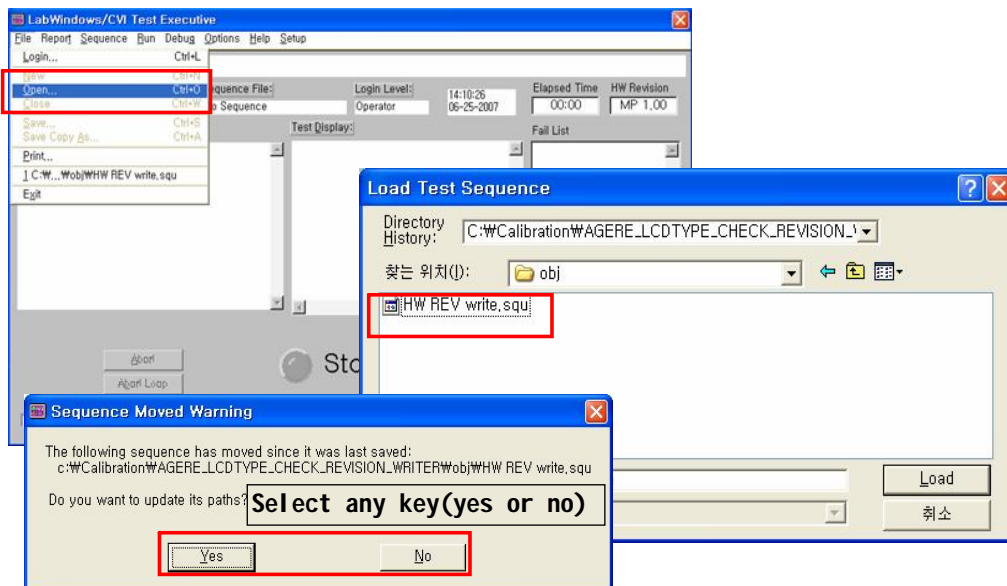 LabWindows/CVI Test Executive
File Report Sequence Run Debug Options Help Setup
Login... Ctrl+L
New Ctrl+N
Open... Ctrl+O
Close Ctrl+W
Save... Ctrl+S
Save Copy As... Ctrl+A
Print...
1 C:₩...₩obj₩HW REV write.squ
Exit
equence File:
o Sequence
Login Level:
Operator
14:10:26
06-25-2007
Elapsed Time
00:00
HW Revision
MP 1.00
Test Display:
Fail List
Abort
Abort Loop
Load Test Sequence
Directory
History:
C:₩Calibration₩AGERE_LCDTYPE_CHECK_REVISION_
찾는 위치(I):
obj
HW REV write.squ
Load
취소
Sequence Moved Warning
The following sequence has moved since it was last saved:
c:₩Calibration₩AGERE_LCDTYPE_CHECK_REVISION_WRITER₩obj₩HW REV write.squ
Do you want to update its paths?
Select any key(yes or no)
Yes No